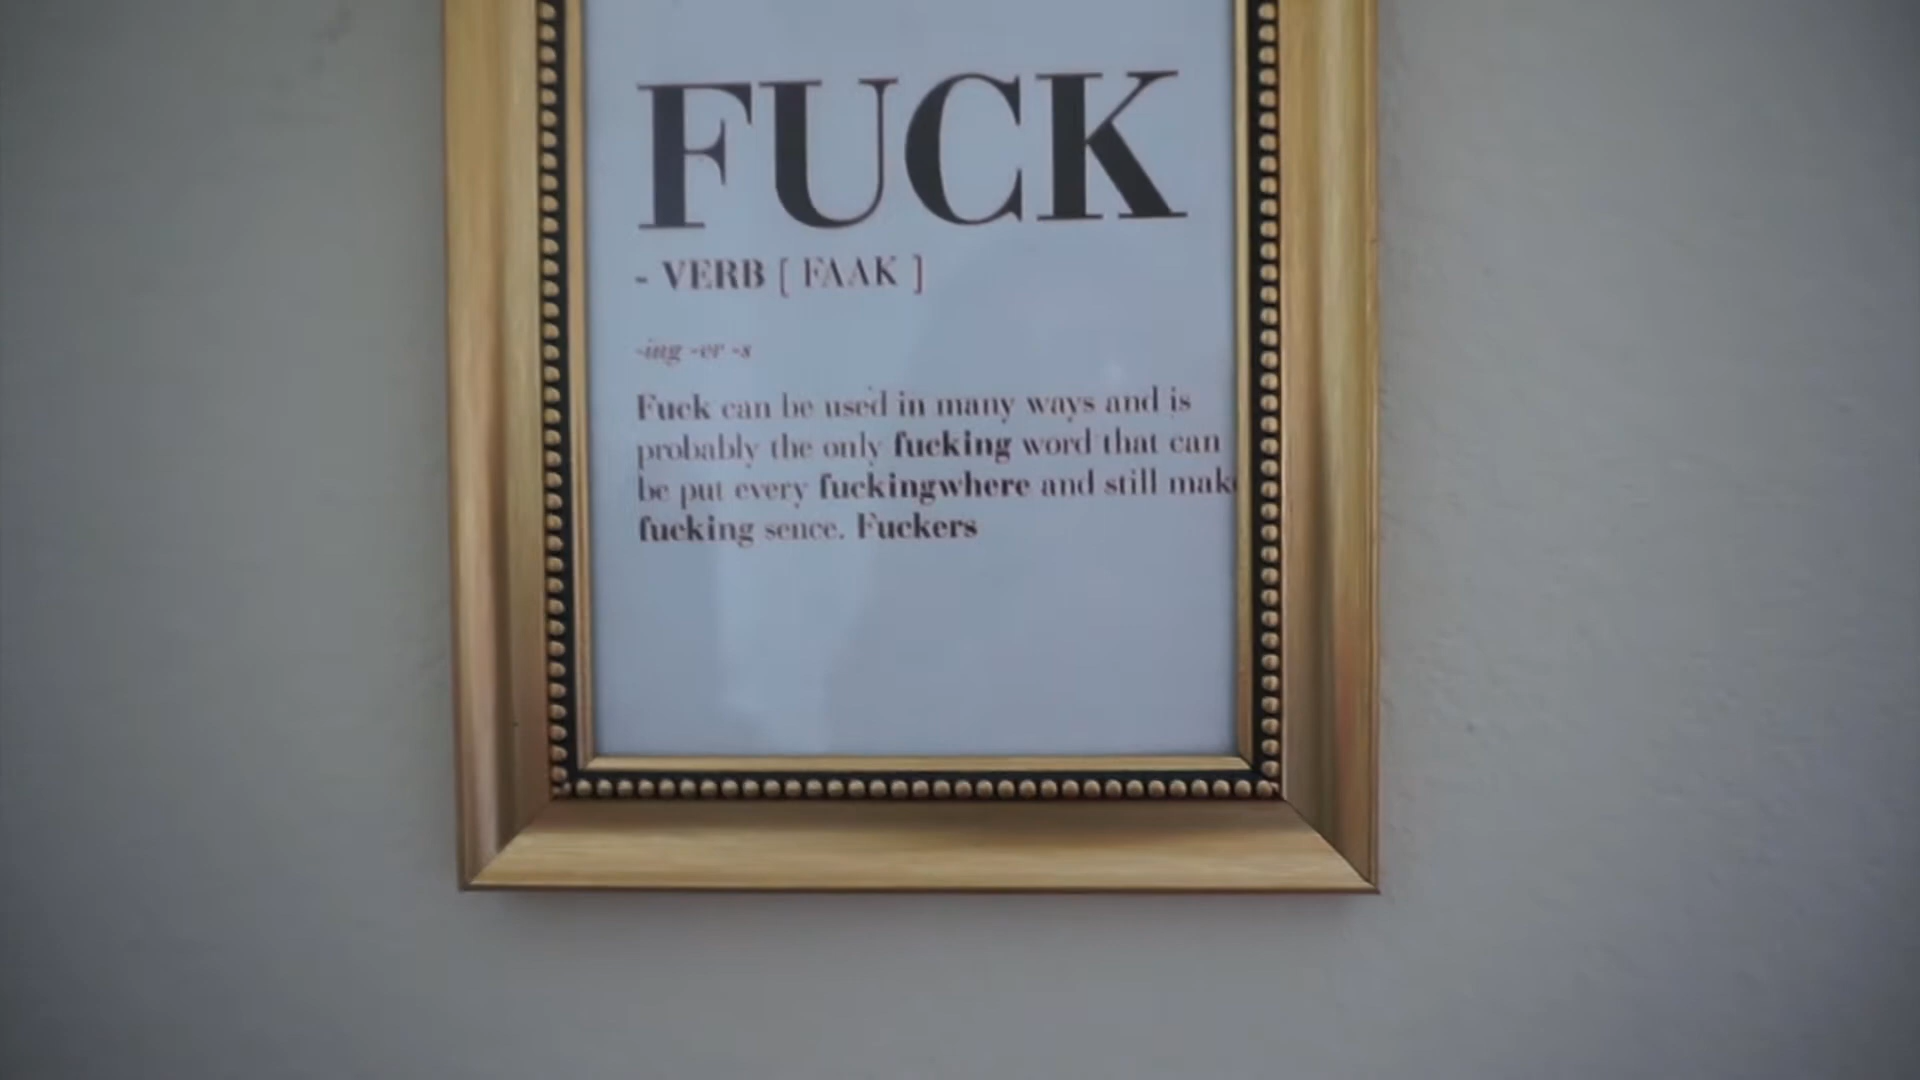 FUCK
- VERB [ FAAK ]
-ing -er -s
Fuck can be used in many ways and is
probably the only fucking word that can
be put every fuckingwhere and still make
fucking sence. Fuckers